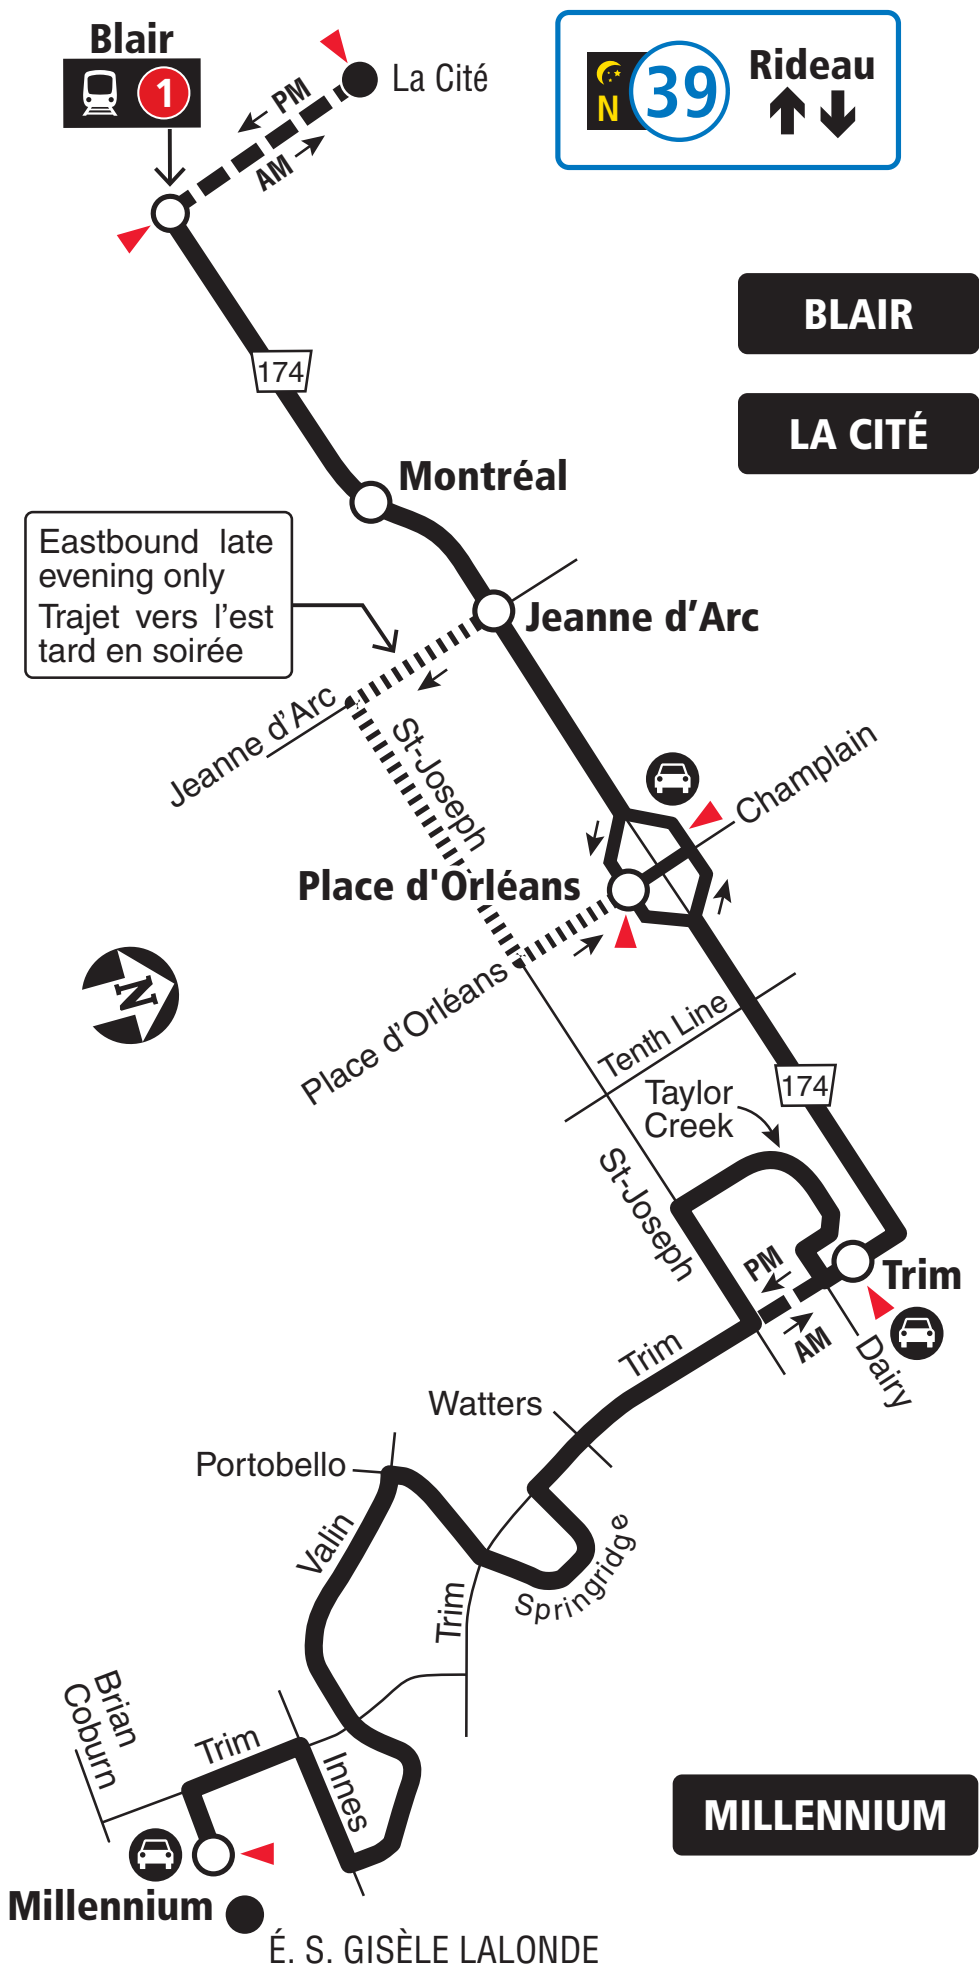 Blair
1
La Cité
PM
AM
N
39
Rideau
BLAIR
LA CITÉ
174
Montréal
Eastbound late
evening only
Trajet vers l'est
tard en soirée
Jeanne d'Arc
Jeanne d'Arc
St-Joseph
Champlain
Place d'Orléans
N
Place d'Orléans
Tenth Line
174
Taylor
Creek
St-Joseph
PM
AM
Trim
Dairy
Trim
Watters
Portobello
Valin
Springridge
Trim
Brian
Coburn
Trim
Innes
MILLENNIUM
Millennium
É. S. GISÈLE LALONDE